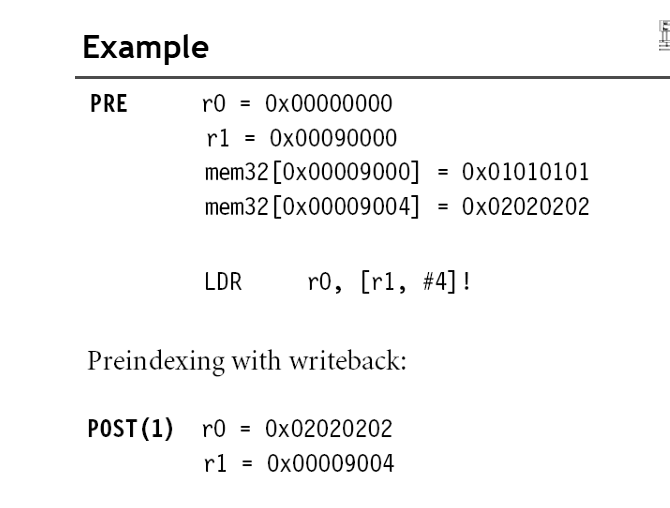 Example
PRE r0 = 0x00000000
r1 = 0x00090000
mem32[0x00009000] = 0x01010101
mem32[0x00009004] = 0x02020202
LDR r0, [r1, #4]!
Preindexing with writeback:
POST(1) r0 = 0x02020202
r1 = 0x00009004